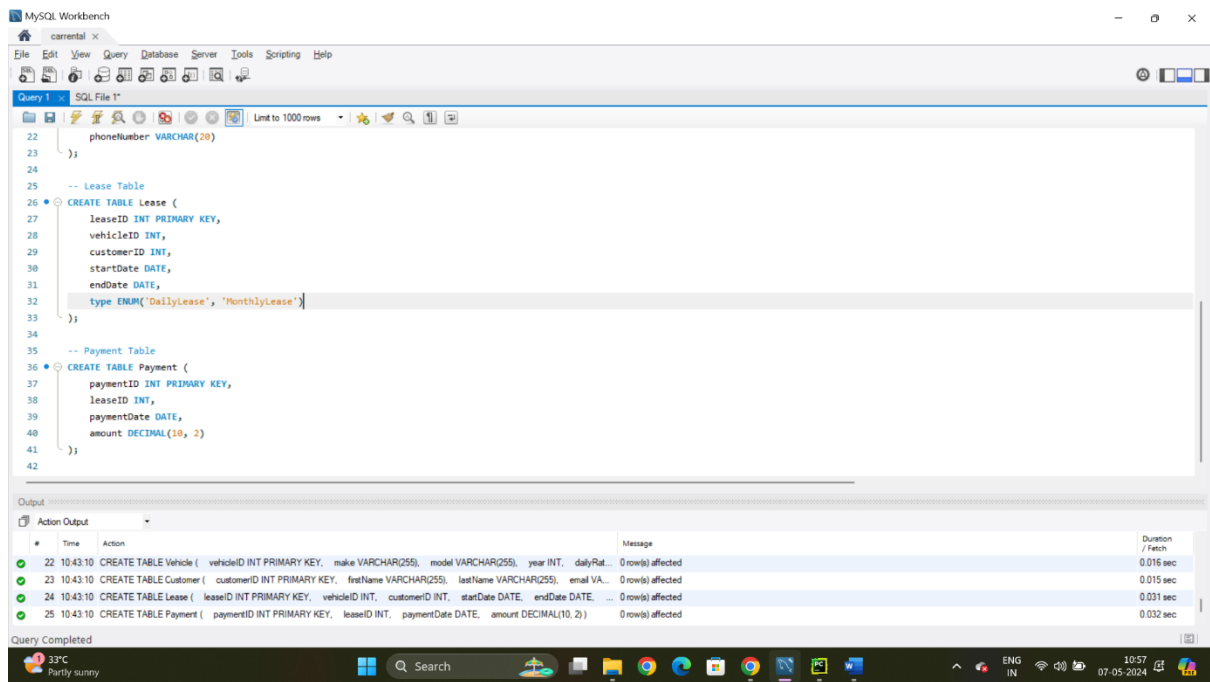 MySQL Workbench
carrental ×
File Edit View Query Database Server Tools Scripting Help
Query 1 × SQL File 1*
Limit to 1000 rows
22 phoneNumber VARCHAR(20)
23 );
24
25 -- Lease Table
26 CREATE TABLE Lease (
27 leaseID INT PRIMARY KEY,
28 vehicleID INT,
29 customerID INT,
30 startDate DATE,
31 endDate DATE,
32 type ENUM('DailyLease', 'MonthlyLease')
33 );
34
35 -- Payment Table
36 CREATE TABLE Payment (
37 paymentID INT PRIMARY KEY,
38 leaseID INT,
39 paymentDate DATE,
40 amount DECIMAL(10, 2)
41 );
42
Output
Action Output
# Time Action Message Duration / Fetch
22 10:43:10 CREATE TABLE Vehicle ( vehicleID INT PRIMARY KEY, make VARCHAR(255), model VARCHAR(255), year INT, dailyRat... 0 row(s) affected 0.016 sec
23 10:43:10 CREATE TABLE Customer ( customerID INT PRIMARY KEY, firstName VARCHAR(255), lastName VARCHAR(255), email VA... 0 row(s) affected 0.015 sec
24 10:43:10 CREATE TABLE Lease ( leaseID INT PRIMARY KEY, vehicleID INT, customerID INT, startDate DATE, endDate DATE, ... 0 row(s) affected 0.031 sec
25 10:43:10 CREATE TABLE Payment ( paymentID INT PRIMARY KEY, leaseID INT, paymentDate DATE, amount DECIMAL(10, 2) ) 0 row(s) affected 0.032 sec
Query Completed
1
33°C
Partly sunny
Search
ENG
IN
10:57
07-05-2024